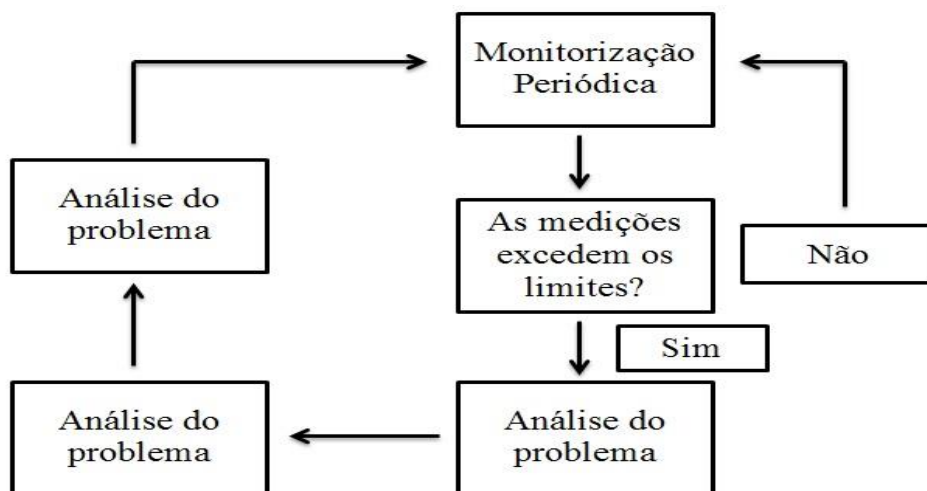 Monitorização
Periódica
As medições
excedem os
limites?
Não
Sim
Análise do
problema
Análise do
problema
Análise do
problema